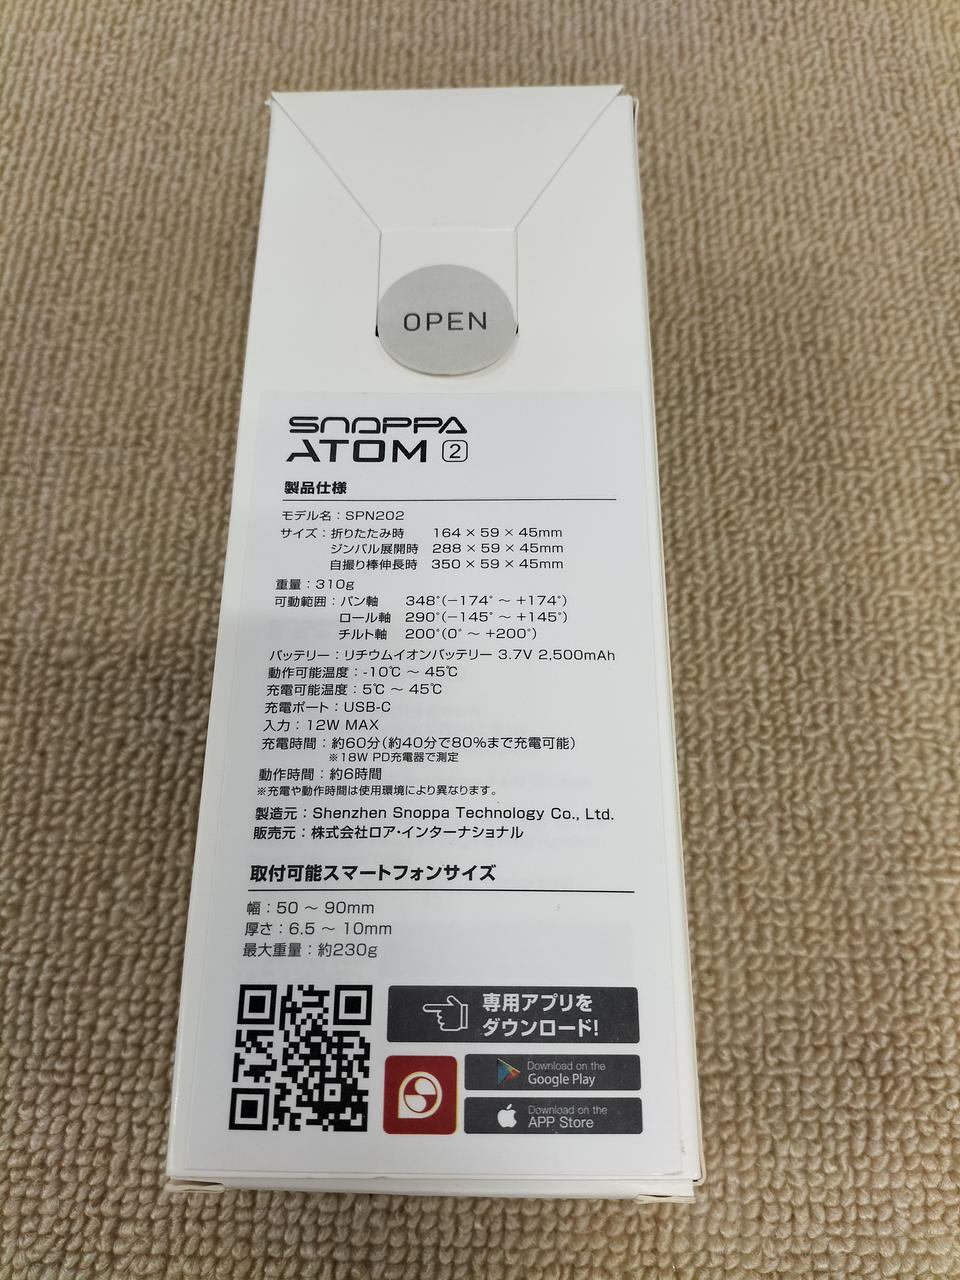 OPEN
SNOPPA
ATOM 2
製品仕様
モデル名：SPN202
サイズ：折りたたみ時 164 × 59 × 45mm
ジンバル展開時 288 × 59 × 45mm
自撮り棒伸長時 350 × 59 × 45mm
重量：310g
可動範囲：パン軸 348°(−174° ～ +174°)
ロール軸 290°(−145° ～ +145°)
チルト軸 200°(0° ～ +200°)
バッテリー：リチウムイオンバッテリー 3.7V 2,500mAh
動作可能温度：-10℃ ～ 45℃
充電可能温度：5℃ ～ 45℃
充電ポート：USB-C
入力：12W MAX
充電時間：約60分(約40分で80%まで充電可能)
※18W PD充電器で測定
動作時間：約6時間
※充電や動作時間は使用環境により異なります。
製造元：Shenzhen Snoppa Technology Co., Ltd.
販売元：株式会社ロア・インターナショナル
取付可能スマートフォンサイズ
幅：50 ～ 90mm
厚さ：6.5 ～ 10mm
最大重量：約230g
専用アプリを
ダウンロード!
Download on the
Google Play
Download on the
APP Store